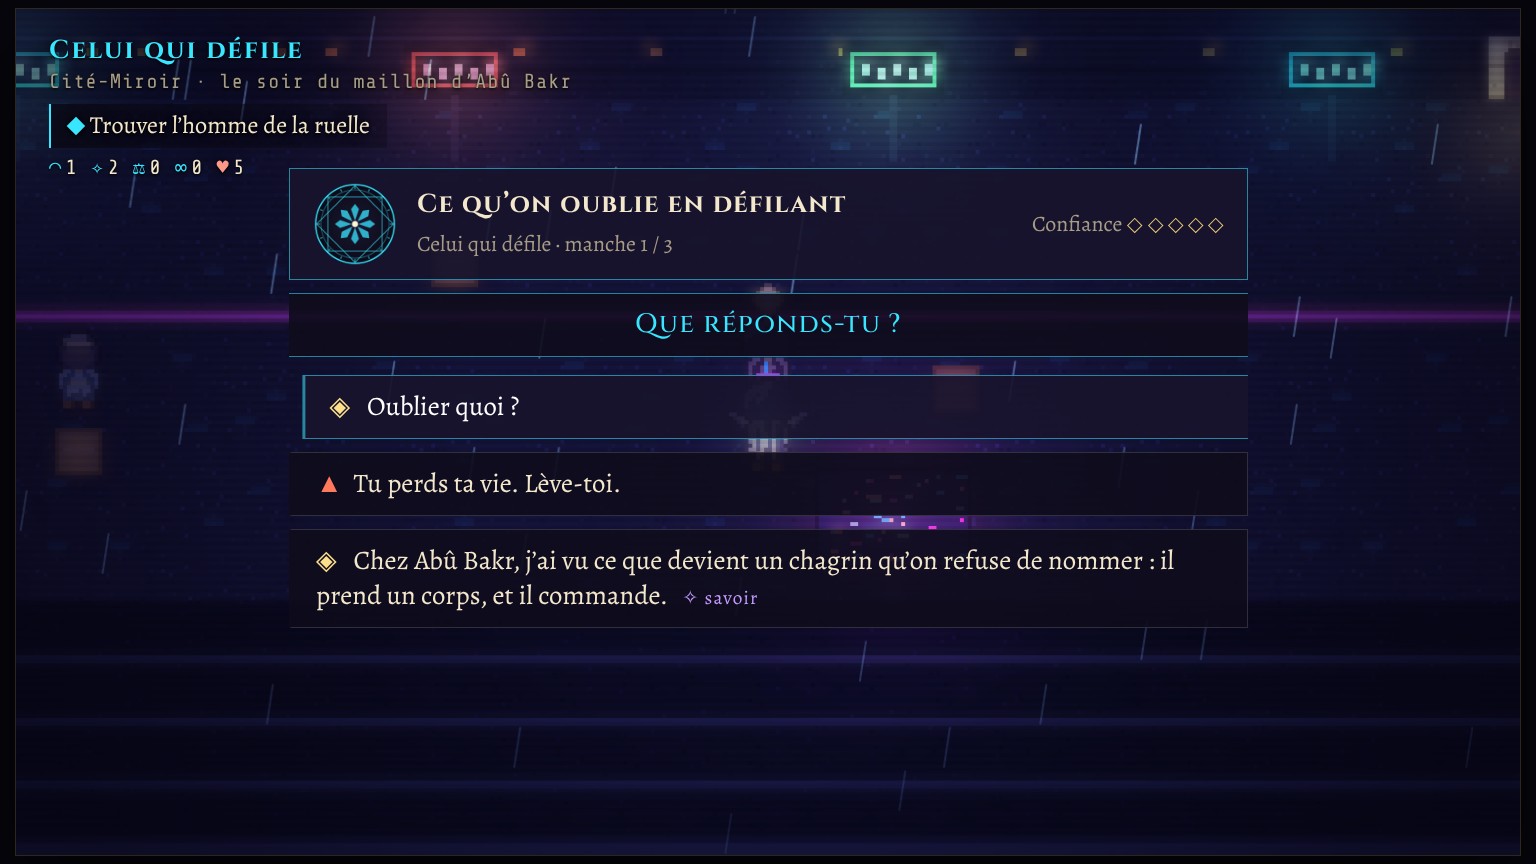 Celui qui défile
Cité-Miroir · le soir du maillon d'Abû Bakr
◆ Trouver l’homme de la ruelle
◠1 ✧2 ⚖0 ∞0 ♥5
Ce qu’on oublie en défilant
Celui qui défile · manche 1 / 3
Confiance ◇◇◇◇◇
Que réponds-tu ?
◈ Oublier quoi ?
▲ Tu perds ta vie. Lève-toi.
◈ Chez Abû Bakr, j’ai vu ce que devient un chagrin qu’on refuse de nommer : il
prend un corps, et il commande. ✧ savoir